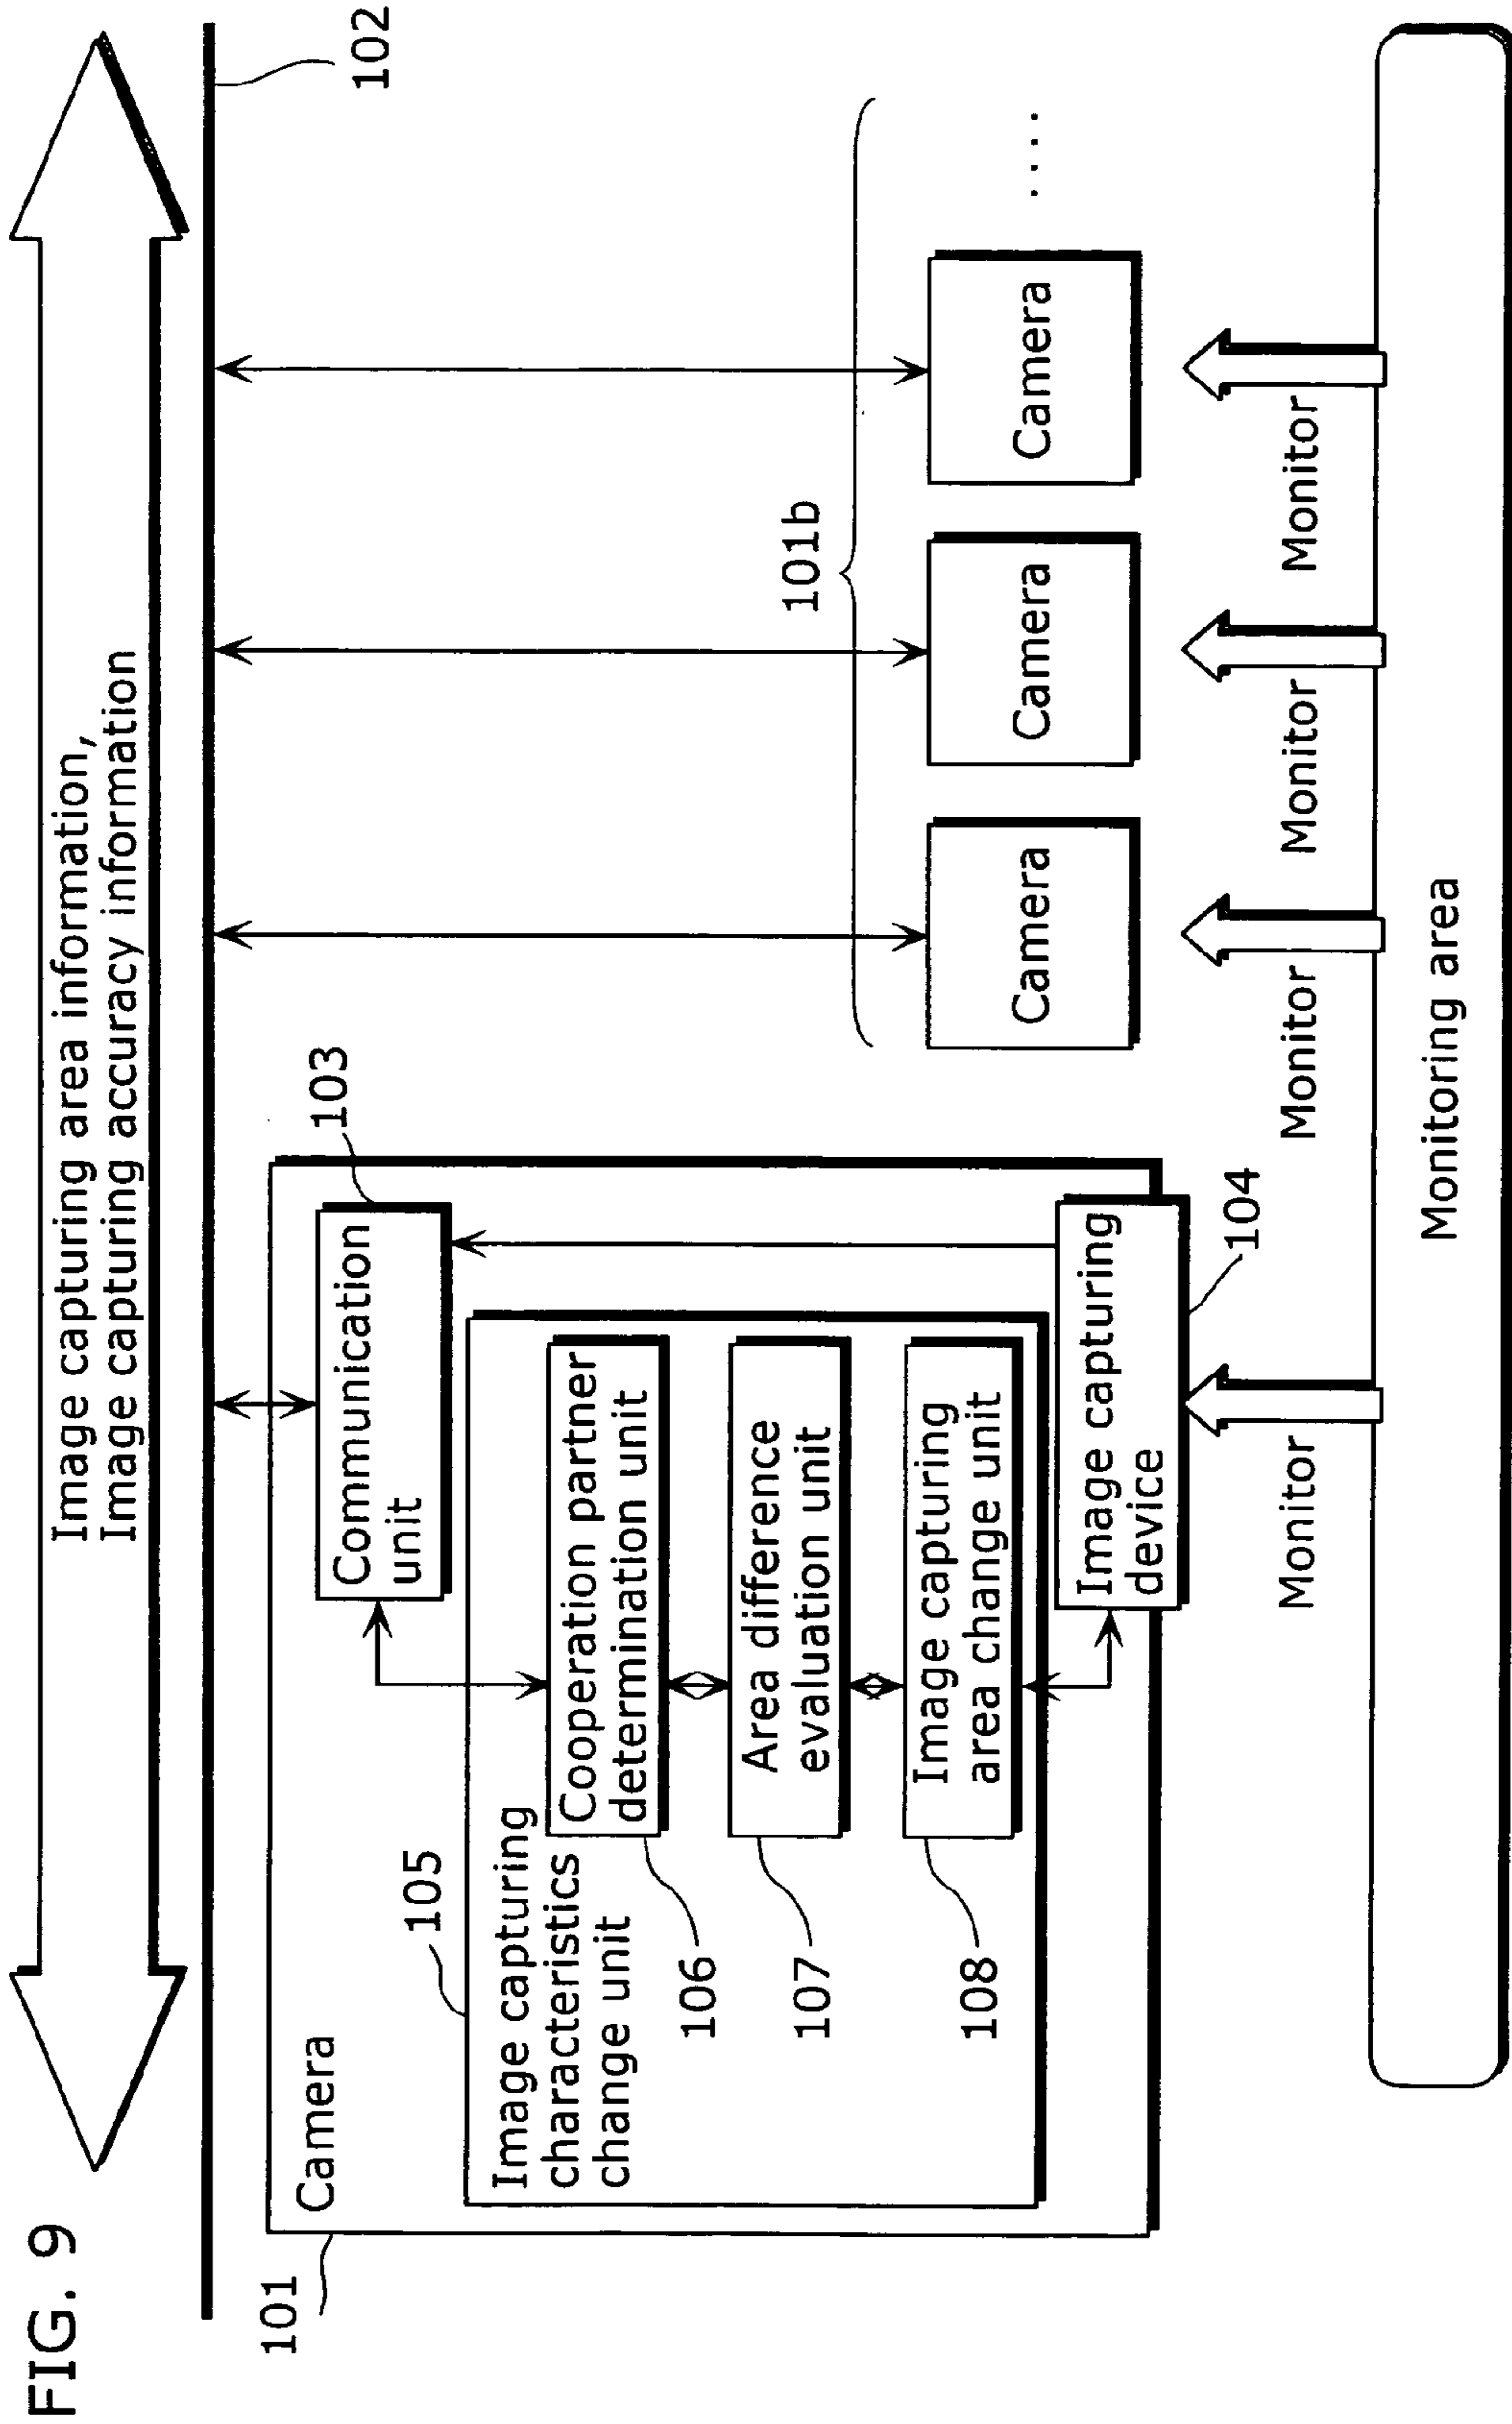 FIG. 9
Image capturing area information,
Image capturing accuracy information
102
101
Camera
103
Communication
unit
105
Image capturing
characteristics
change unit
Cooperation partner
determination unit
106
Area difference
evaluation unit
107
Image capturing
area change unit
108
Image capturing
device
104
101b
Camera
Camera
Camera
....
Monitor
Monitor
Monitor
Monitor
Monitoring area